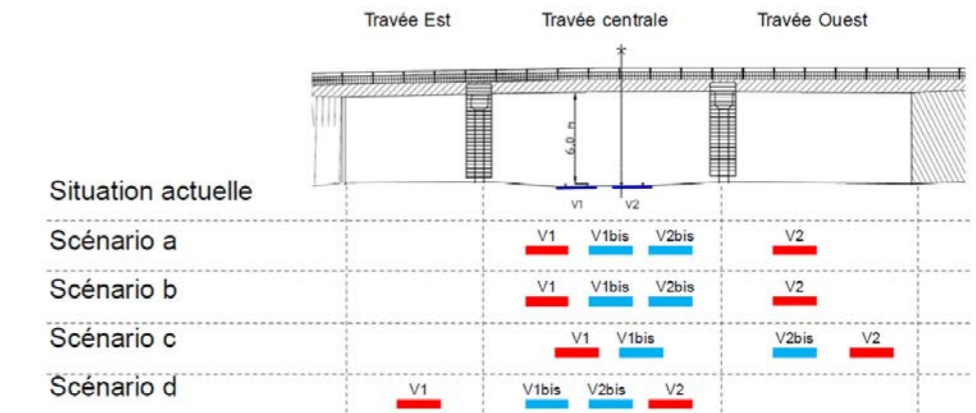 Travée Est Travée centrale Travée Ouest
6,0 m
Situation actuelle
V1 V2
Scénario a V1 V1bis V2bis V2
Scénario b V1 V1bis V2bis V2
Scénario c V1 V1bis V2bis V2
Scénario d V1 V1bis V2bis V2